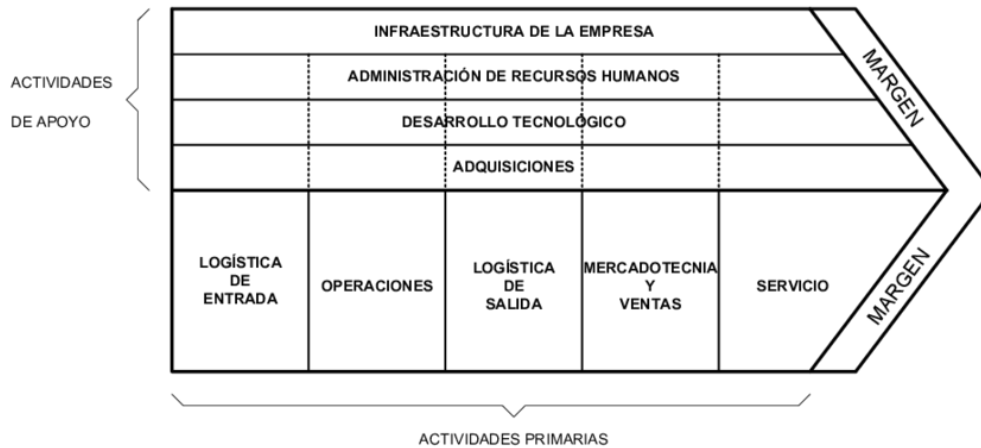 INFRAESTRUCTURA DE LA EMPRESA
ACTIVIDADES
DE APOYO
ADMINISTRACIÓN DE RECURSOS HUMANOS
DESARROLLO TECNOLÓGICO
ADQUISICIONES
MARGEN
LOGÍSTICA
DE
ENTRADA
OPERACIONES
LOGÍSTICA
DE
SALIDA
MERCADOTECNIA
Y
VENTAS
SERVICIO
MARGEN
ACTIVIDADES PRIMARIAS